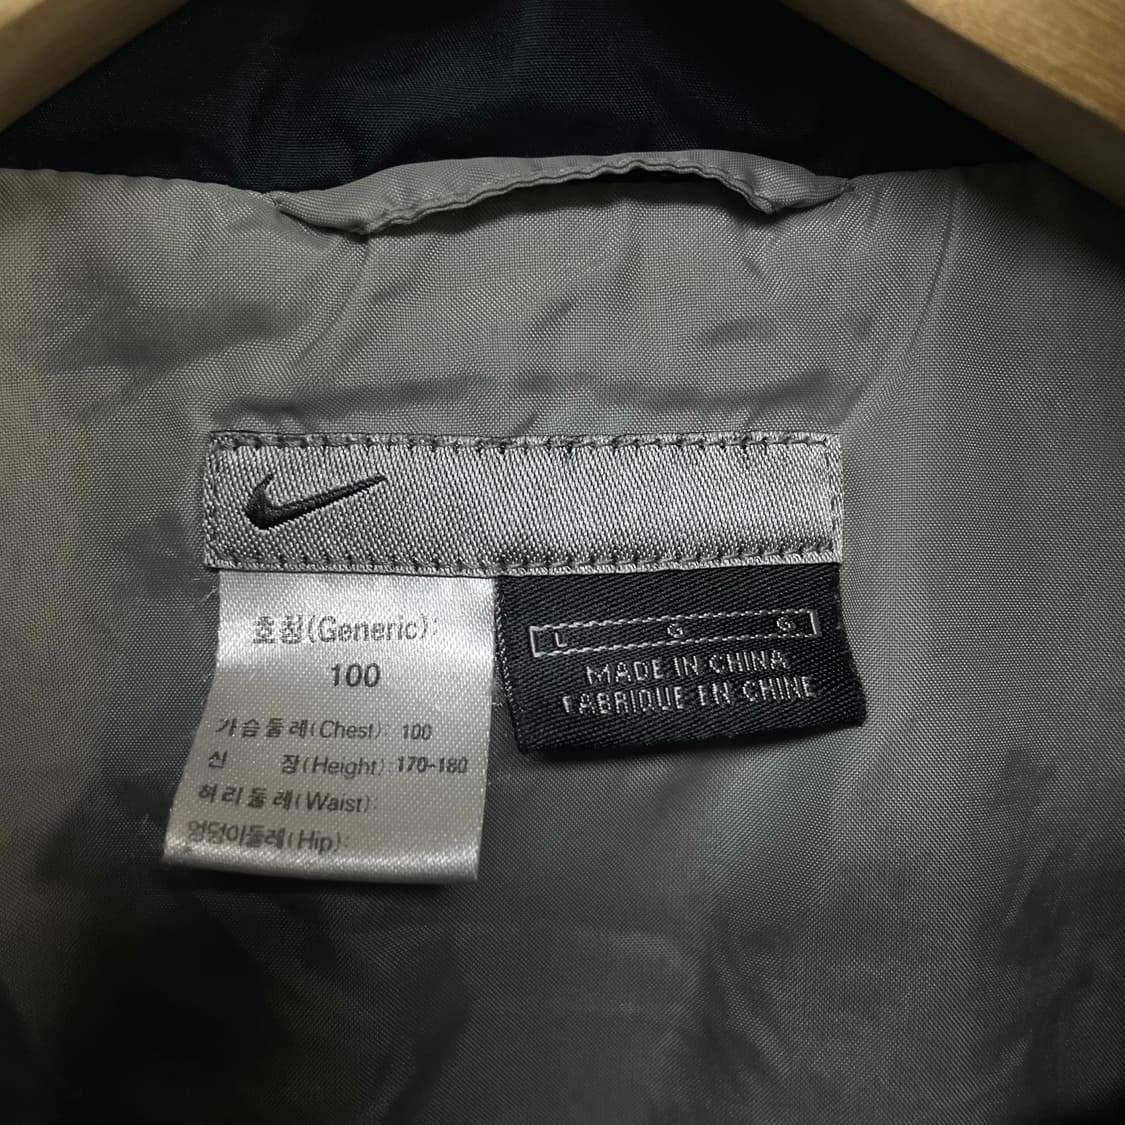 호칭(Generic):
100
가슴둘레(Chest): 100
신 장(Height): 170-180
허리둘레(Waist):
엉덩이둘레(Hip):
L G G
MADE IN CHINA
FABRIQUE EN CHINE